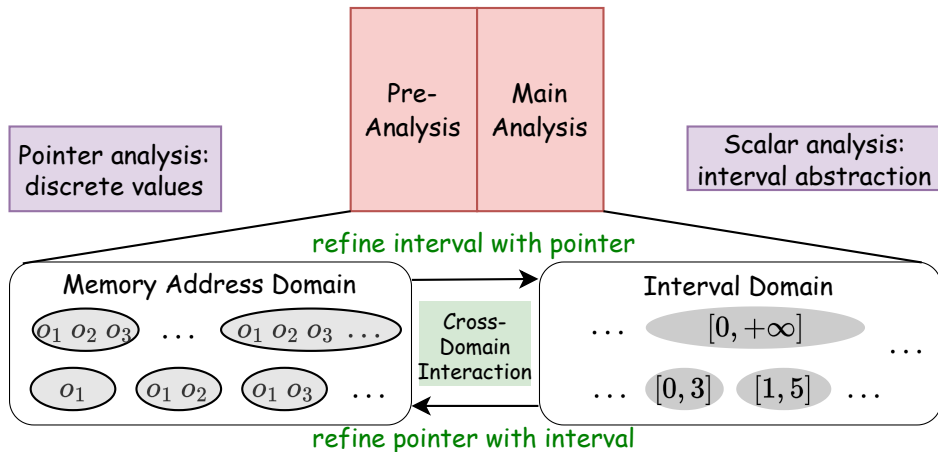 Pre-
Analysis
Main
Analysis
Pointer analysis:
discrete values
Scalar analysis:
interval abstraction
refine interval with pointer
Memory Address Domain
o₁ o₂ o₃ ... o₁ o₂ o₃ ...
o₁ o₁ o₂ o₁ o₃ ...
Cross-
Domain
Interaction
Interval Domain
... [0, +∞] ...
... [0, 3] [1, 5] ...
refine pointer with interval